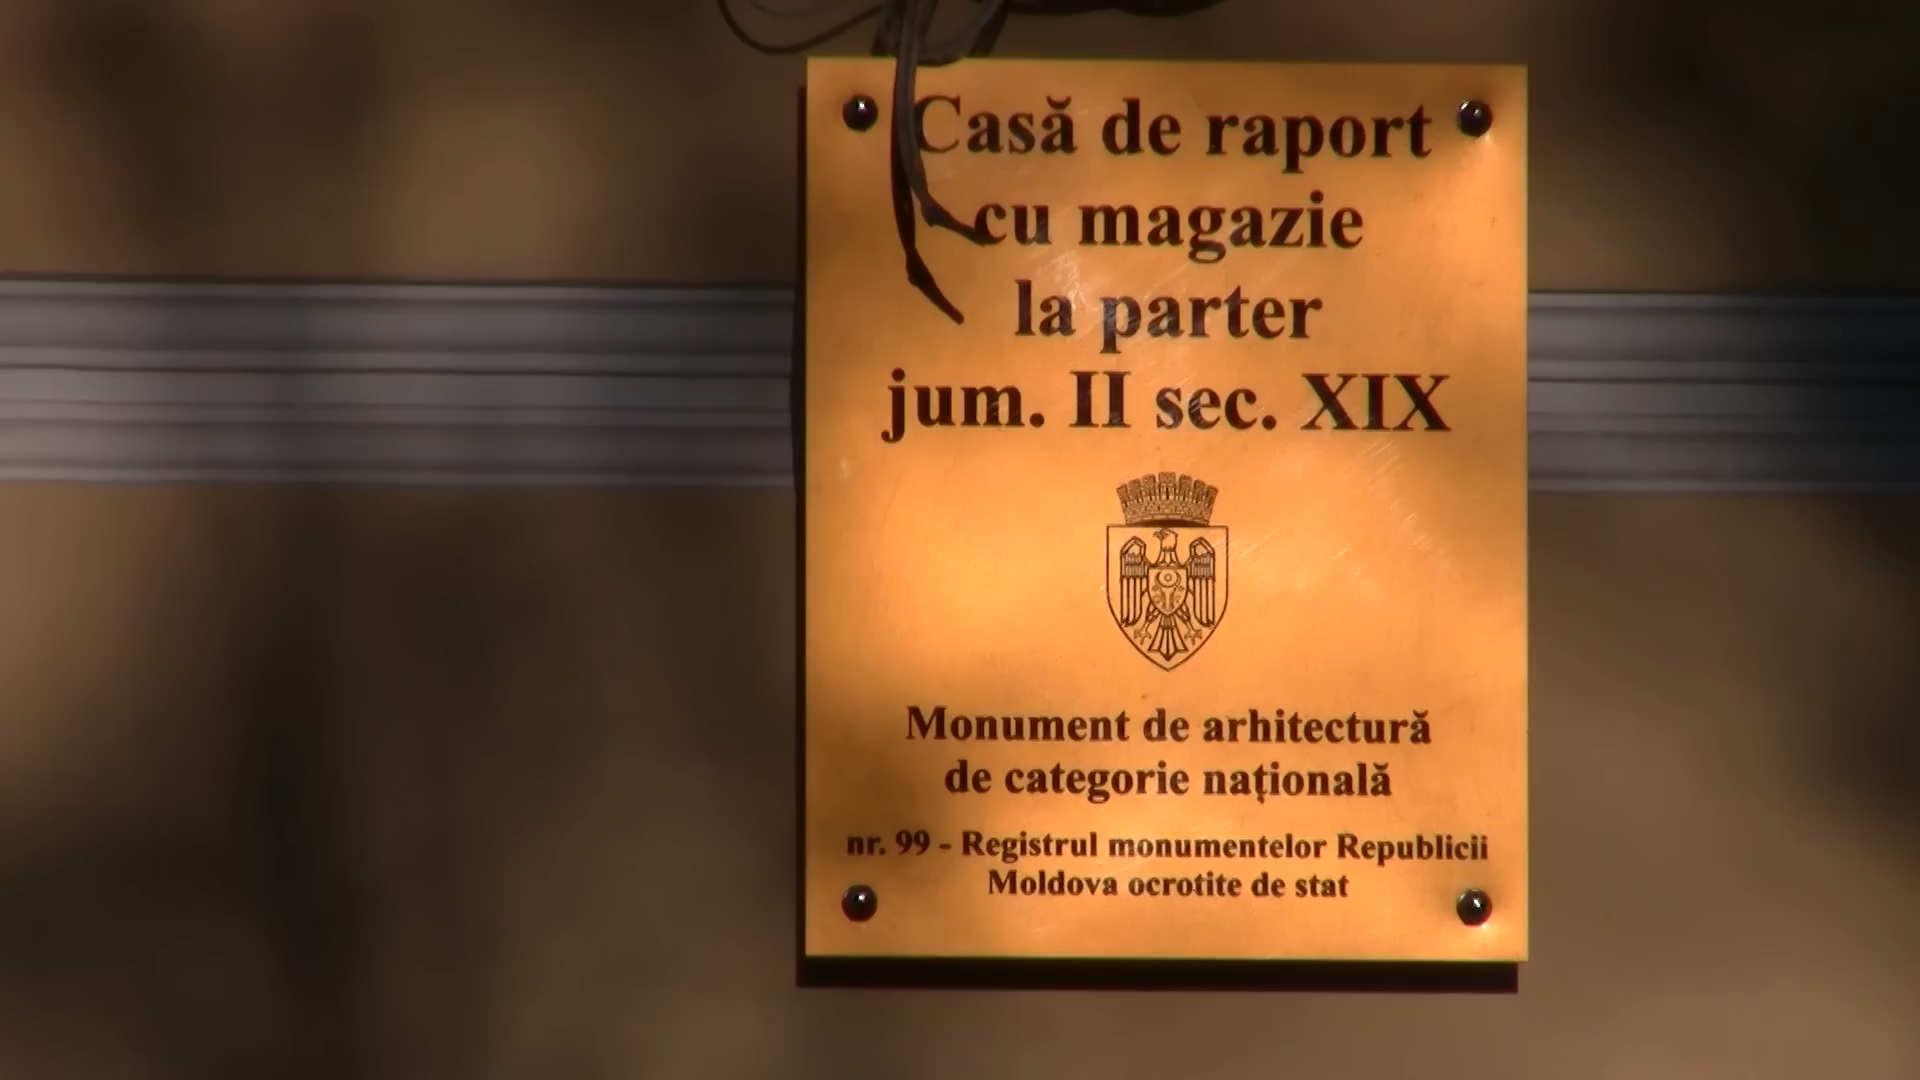 Casă de raport
cu magazie
la parter
jum. II sec. XIX
Monument de arhitectură
de categorie națională
nr. 99 - Registrul monumentelor Republicii
Moldova ocrotite de stat